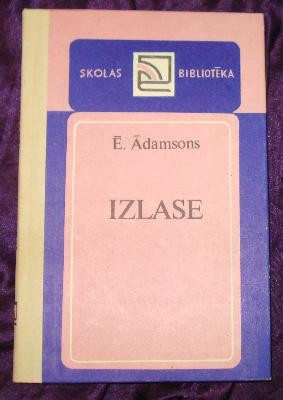 SKOLAS BIBLIOTĒKA
Ē. Ādamsons
IZLASE